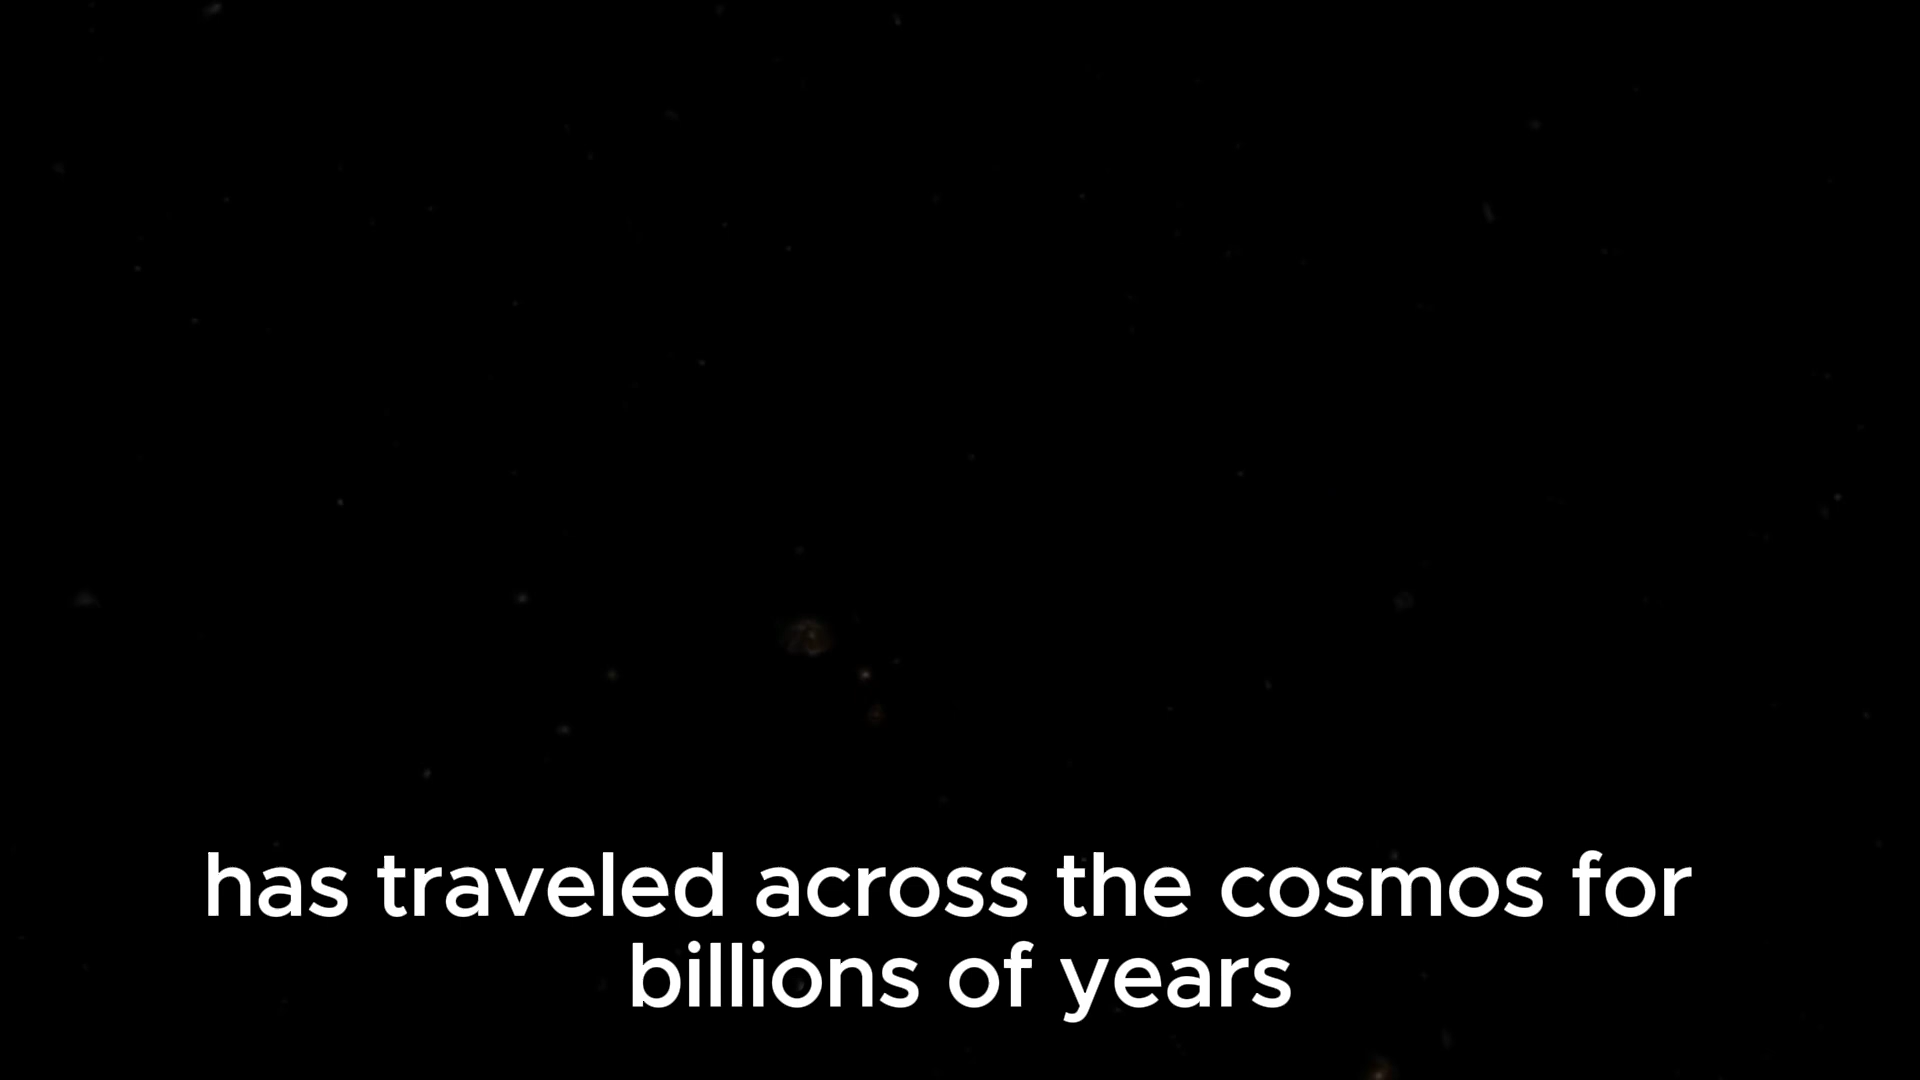 has traveled across the cosmos for
billions of years